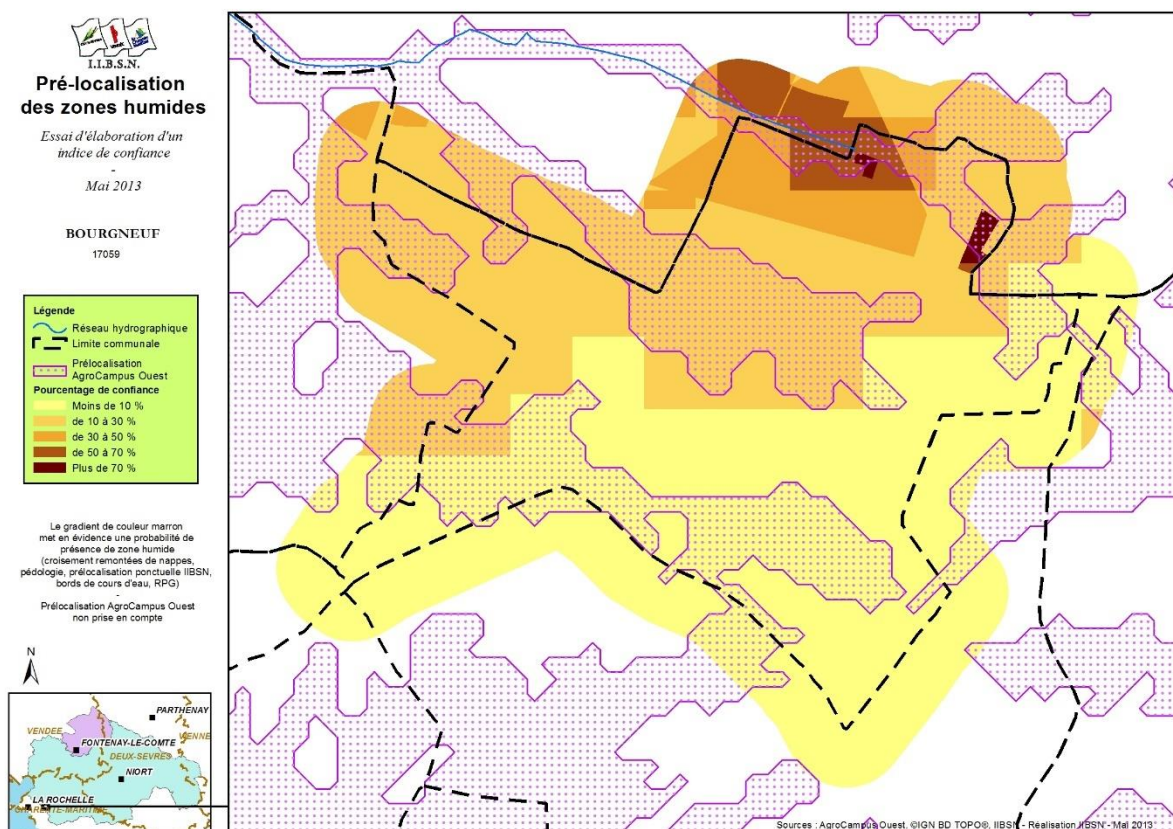 I.I.B.S.N.
Pré-localisation
des zones humides
Essai d'élaboration d'un
indice de confiance
-
Mai 2013
BOURGNEUF
17059
Légende
Réseau hydrographique
Limite communale
Prélocalisation
AgroCampus Ouest
Pourcentage de confiance
Moins de 10 %
de 10 à 30 %
de 30 à 50 %
de 50 à 70 %
Plus de 70 %
Le gradient de couleur marron
met en évidence une probabilité de
présence de zone humide
(croisement remontées de nappes,
pédologie, prélocalisation ponctuelle IIBSN,
bords de cours d'eau, RPG)
-
Prélocalisation AgroCampus Ouest
non prise en compte
N
PARTHENAY
VENDEE
VIENNE
FONTENAY-LE-COMTE
DEUX-SEVRES
NIORT
LA ROCHELLE
CHARENTE-MARITIME
Sources : AgroCampus Ouest, ©IGN BD TOPO®, IIBSN - Réalisation IIBSN - Mai 2013